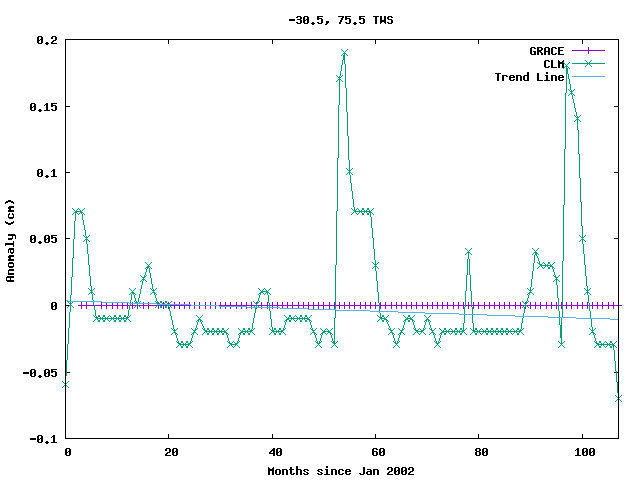 -30.5, 75.5 TWS
GRACE
CLM
Trend Line
0.2
0.15
0.1
0.05
0
-0.05
-0.1
Anomaly (cm)
0 20 40 60 80 100
Months since Jan 2002